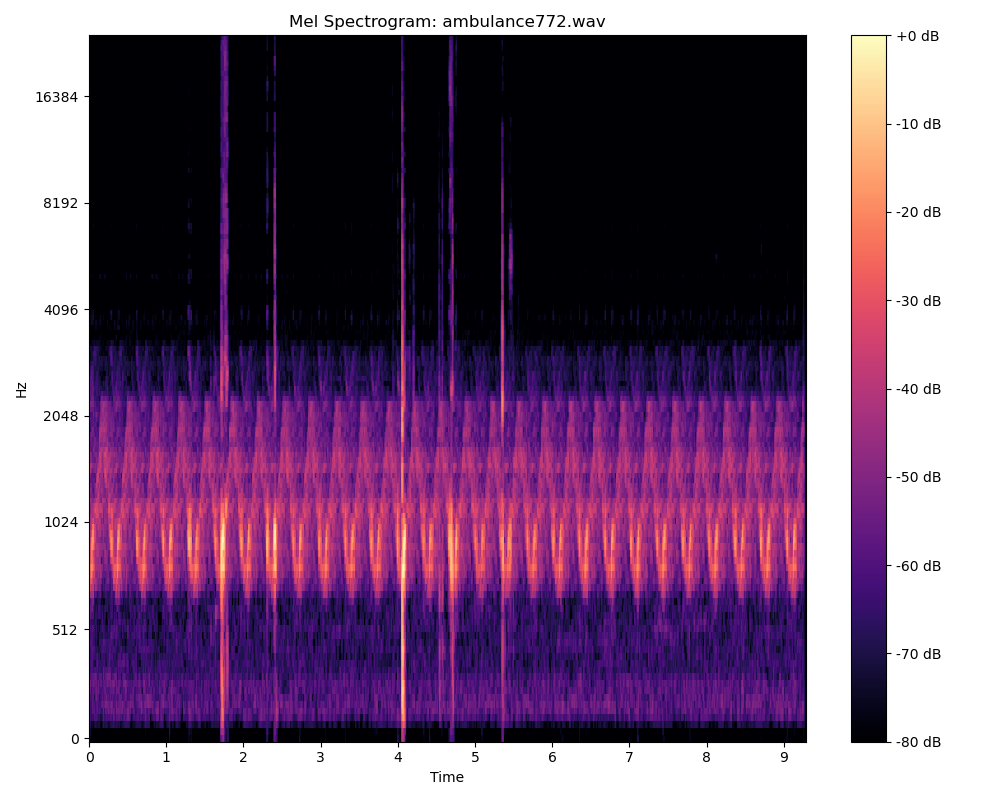 Mel Spectrogram: ambulance772.wav
+0 dB
16384
-10 dB
-20 dB
8192
-30 dB
4096
Hz
-40 dB
2048
-50 dB
1024
-60 dB
512
-70 dB
0
-80 dB
0 1 2 3 4 5 6 7 8 9
Time